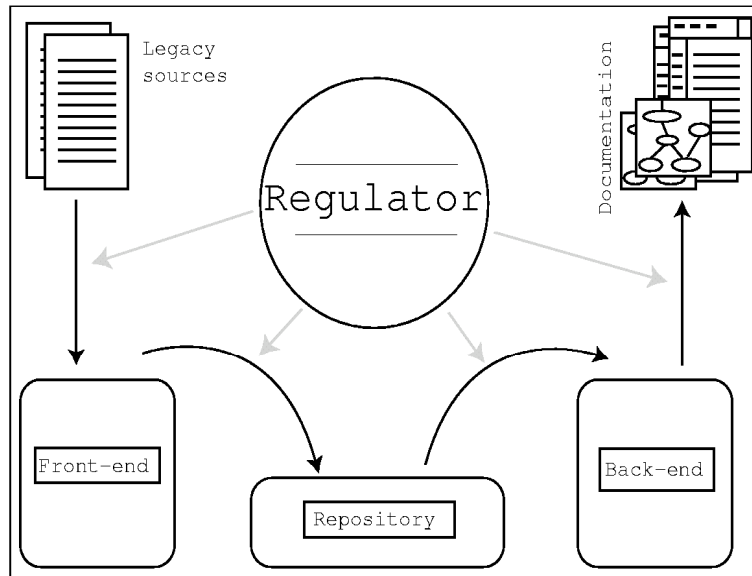 Legacy
sources
Documentation
Regulator
Front-end
Repository
Back-end